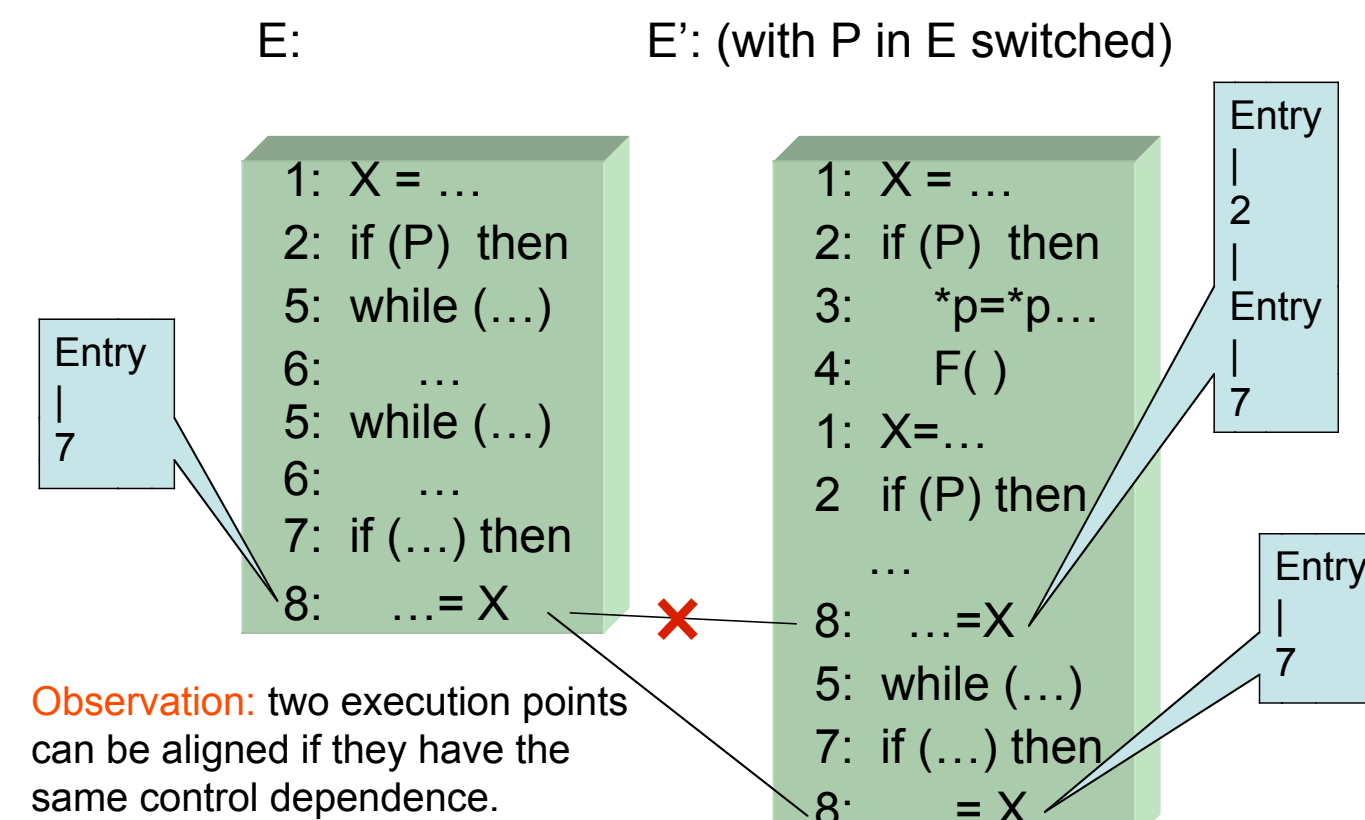 E:
E’: (with P in E switched)
1: X = …
2: if (P) then
5: while (…)
6: …
5: while (…)
6: …
7: if (…) then
8: …= X
Entry
|
7
1: X = …
2: if (P) then
3: *p=*p…
4: F( )
1: X=…
2 if (P) then
…
8: …=X
5: while (…)
7: if (…) then
8: = X
Entry
|
2
|
Entry
|
7
Entry
|
7
Observation: two execution points
can be aligned if they have the
same control dependence.